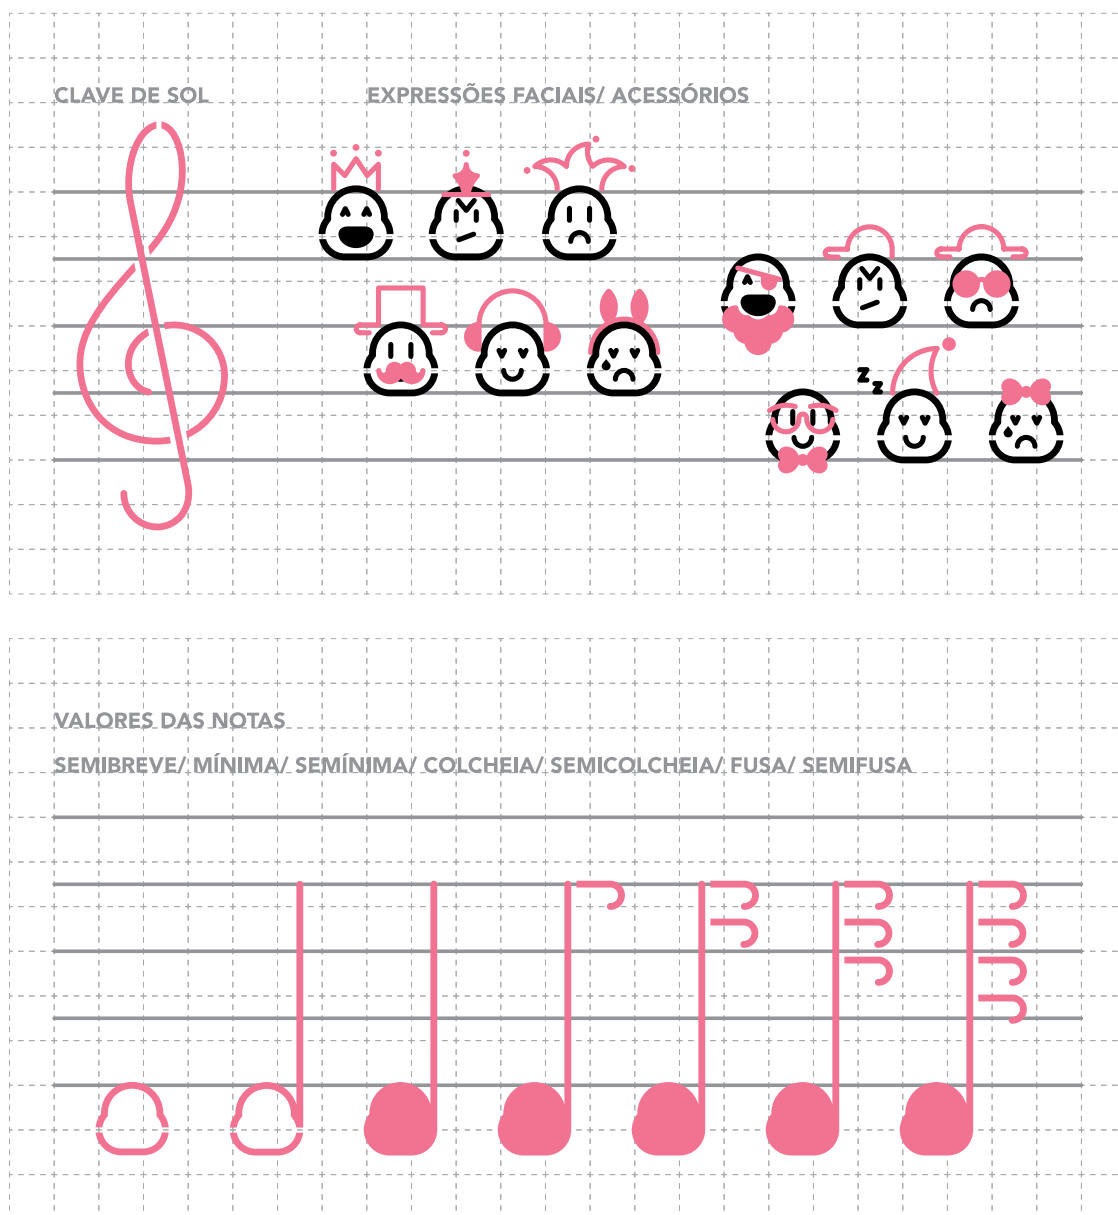 CLAVE DE SOL
EXPRESSÕES FACIAIS/ ACESSÓRIOS
z
z
VALORES DAS NOTAS
SEMIBREVE/ MÍNIMA/ SEMÍNIMA/ COLCHEIA/ SEMICOLCHEIA/ FUSA/ SEMIFUSA